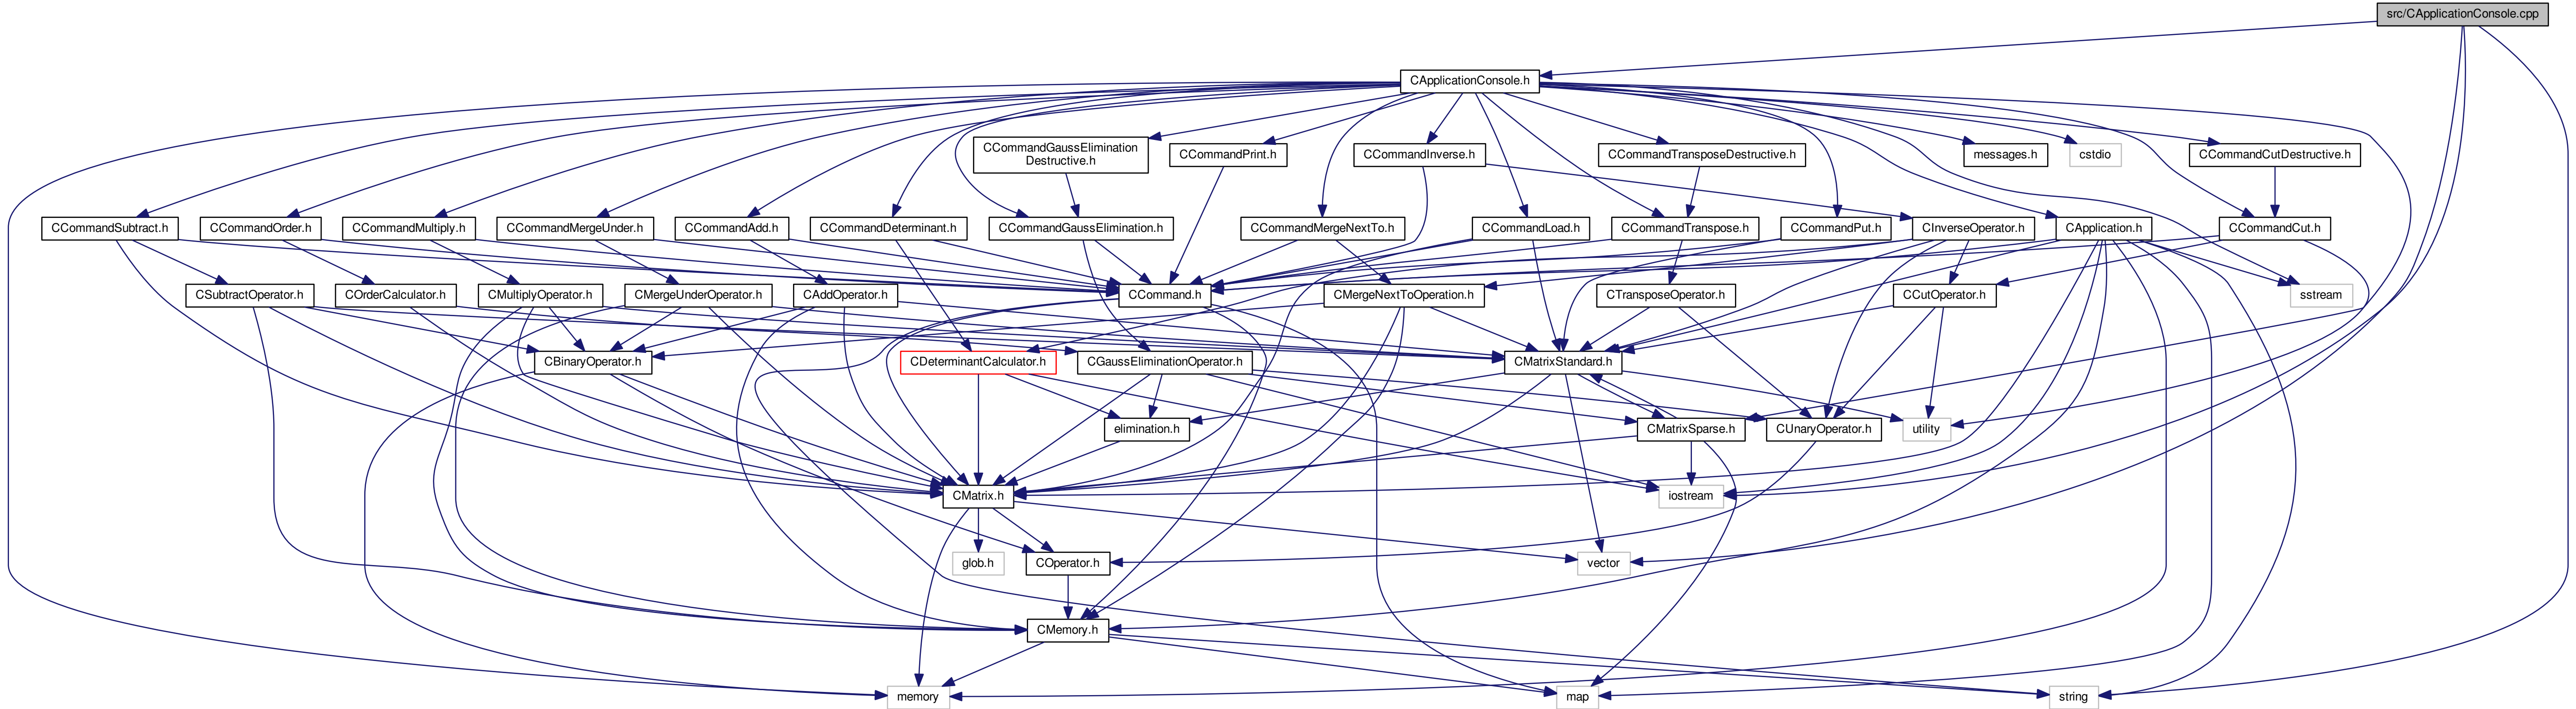 src/CApplicationConsole.cpp
CApplicationConsole.h
CCommandGaussElimination
Destructive.h
CCommandPrint.h
CCommandInverse.h
CCommandTransposeDestructive.h
messages.h
cstdio
CCommandCutDestructive.h
CCommandSubtract.h
CCommandOrder.h
CCommandMultiply.h
CCommandMergeUnder.h
CCommandAdd.h
CCommandDeterminant.h
CCommandGaussElimination.h
CCommandMergeNextTo.h
CCommandLoad.h
CCommandTranspose.h
CCommandPut.h
CInverseOperator.h
CApplication.h
CCommandCut.h
CSubtractOperator.h
COrderCalculator.h
CMultiplyOperator.h
CMergeUnderOperator.h
CAddOperator.h
CCommand.h
CMergeNextToOperation.h
CTransposeOperator.h
CCutOperator.h
sstream
CBinaryOperator.h
CDeterminantCalculator.h
CGaussEliminationOperator.h
CMatrixStandard.h
elimination.h
CMatrixSparse.h
CUnaryOperator.h
utility
CMatrix.h
iostream
glob.h
COperator.h
vector
CMemory.h
memory
map
string